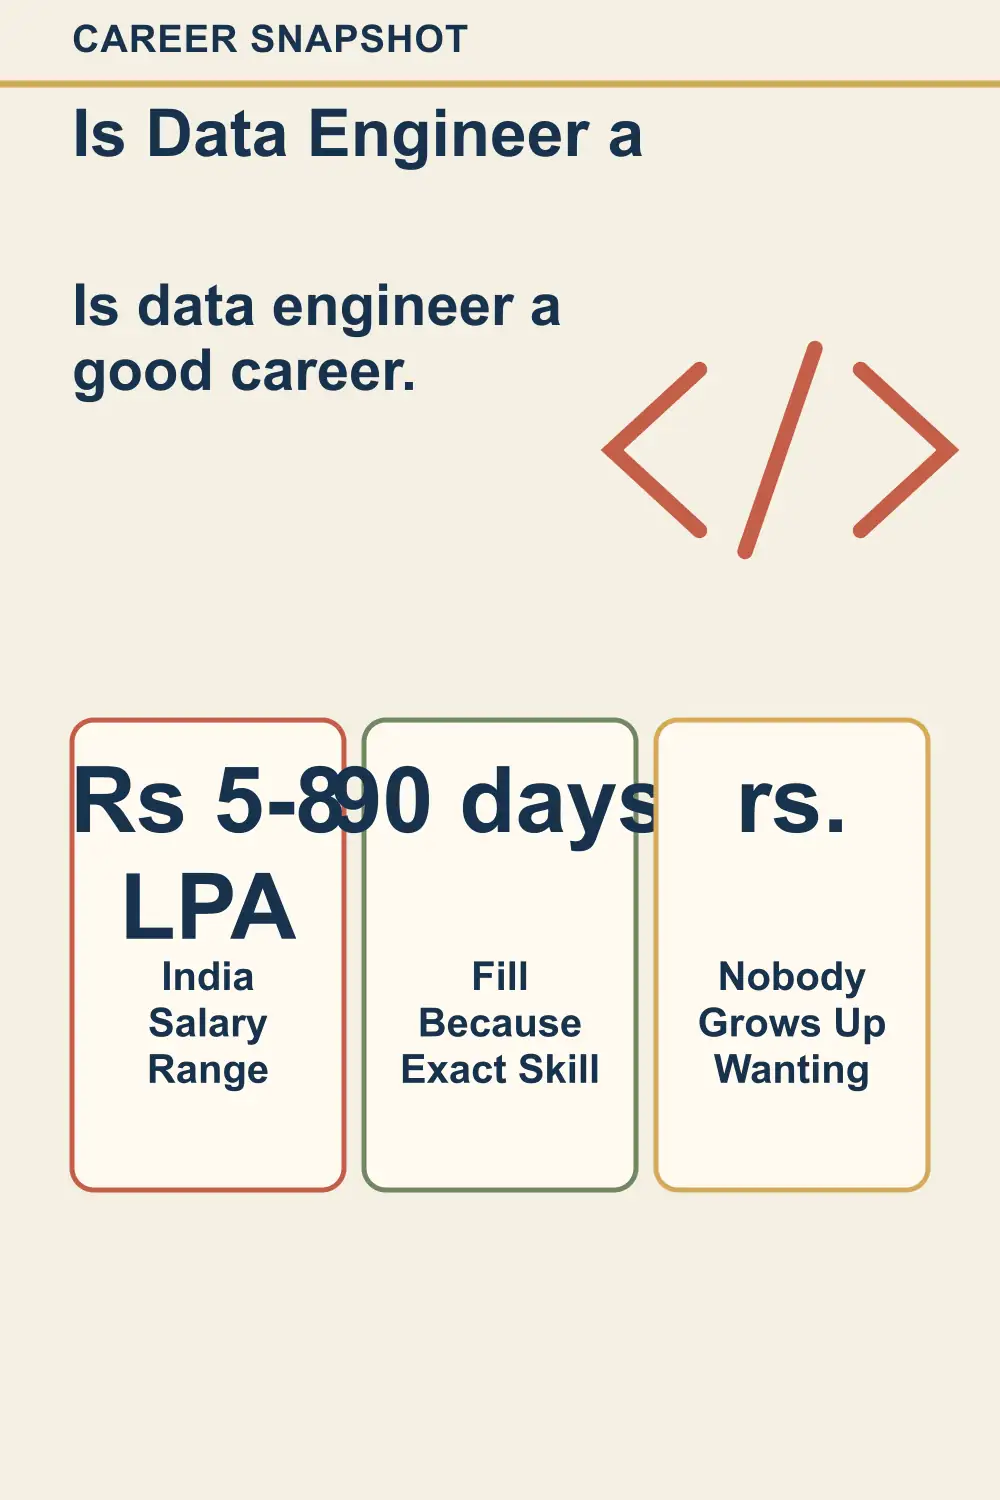 CAREER SNAPSHOT
Is Data Engineer a
Is data engineer a
good career.
Rs 5-8
LPA
India
Salary
Range
90 days
Fill
Because
Exact Skill
rs.
Nobody
Grows Up
Wanting